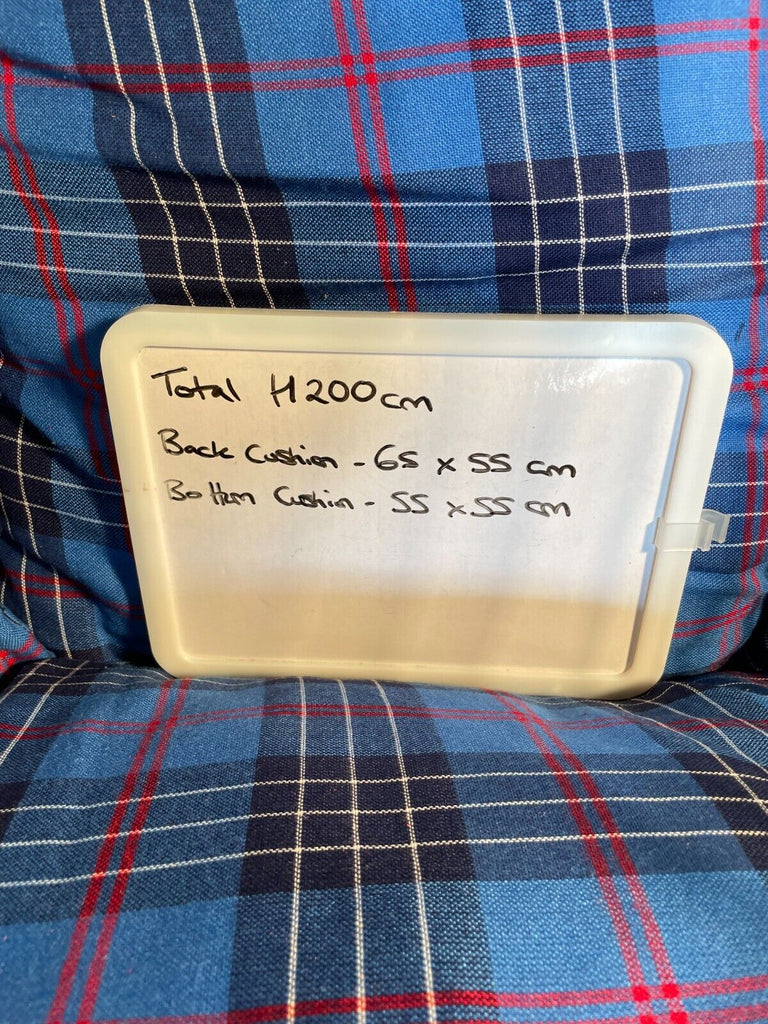 Total H200cm
Back Cushion - 65 x 55 cm
Bottom Cushion - 55 x 55 cm